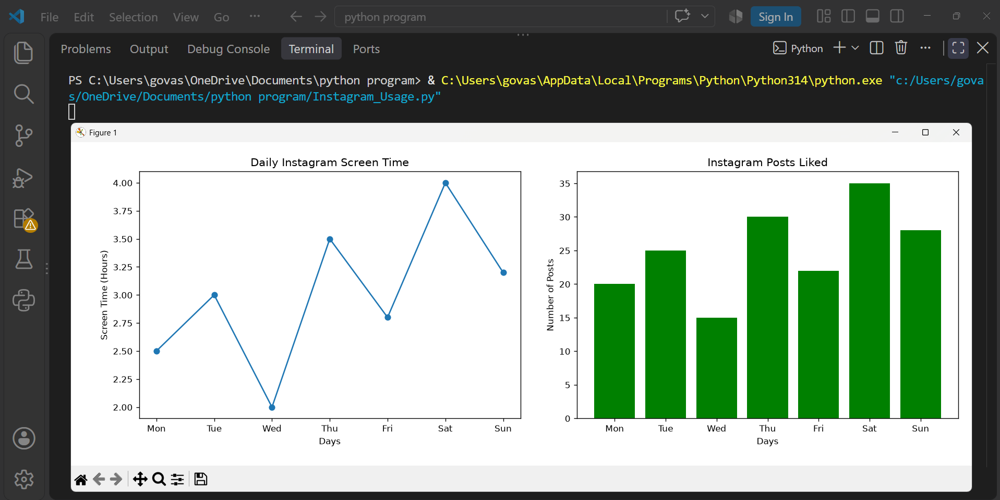 File Edit Selection View Go ··· python program Sign In
Problems Output Debug Console Terminal Ports Python
PS C:\Users\govas\OneDrive\Documents\python program> & C:\Users\govas\AppData\Local\Programs\Python\Python314\python.exe "c:/Users/gova
s/OneDrive/Documents/python program/Instagram_Usage.py"
Figure 1
Daily Instagram Screen Time
Screen Time (Hours)
4.00
3.75
3.50
3.25
3.00
2.75
2.50
2.25
2.00
Mon Tue Wed Thu Fri Sat Sun
Days
Instagram Posts Liked
Number of Posts
35
30
25
20
15
10
5
0
Mon Tue Wed Thu Fri Sat Sun
Days